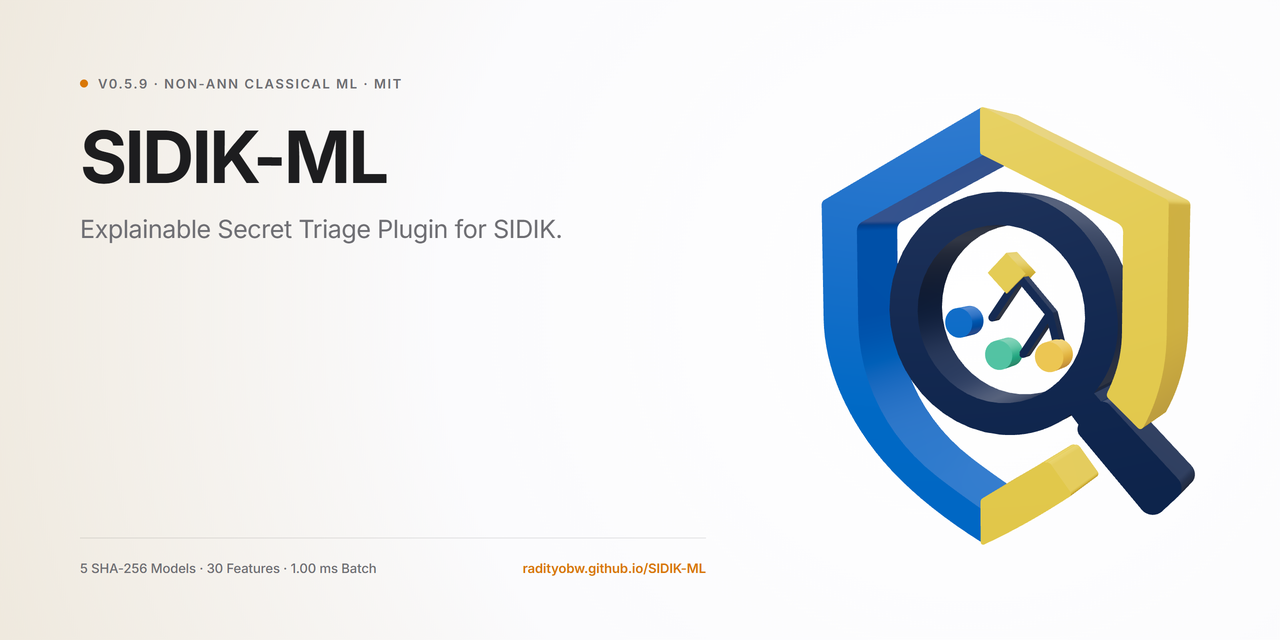 V0.5.9 · NON-ANN CLASSICAL ML · MIT
SIDIK-ML
Explainable Secret Triage Plugin for SIDIK.
5 SHA-256 Models · 30 Features · 1.00 ms Batch
radityobw.github.io/SIDIK-ML